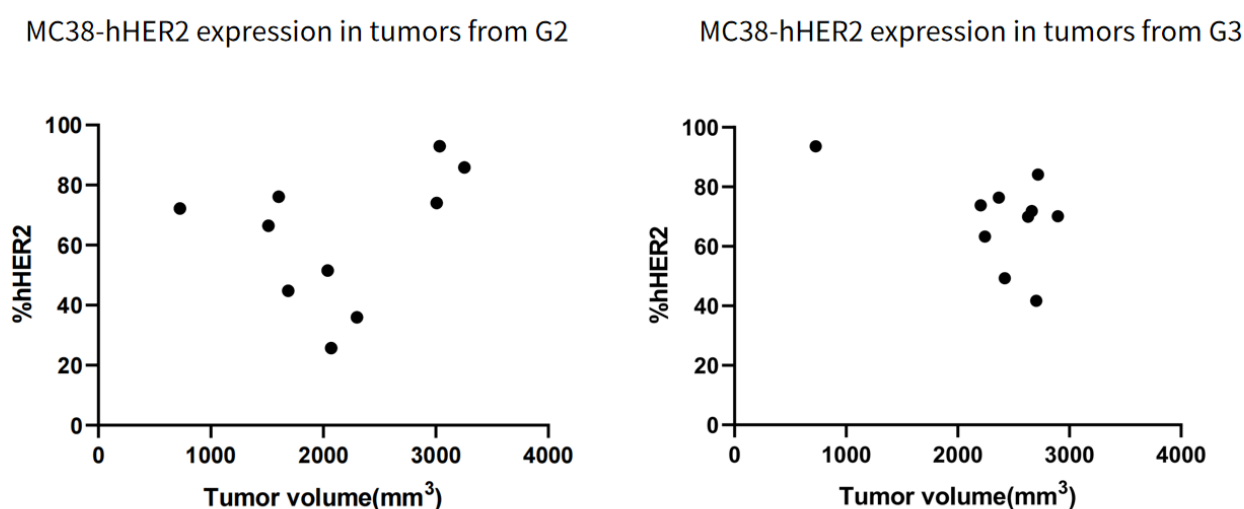 MC38-hHER2 expression in tumors from G2
%hHER2
100
80
60
40
20
0
0 1000 2000 3000 4000
Tumor volume(mm³)
MC38-hHER2 expression in tumors from G3
%hHER2
100
80
60
40
20
0
0 1000 2000 3000 4000
Tumor volume(mm³)